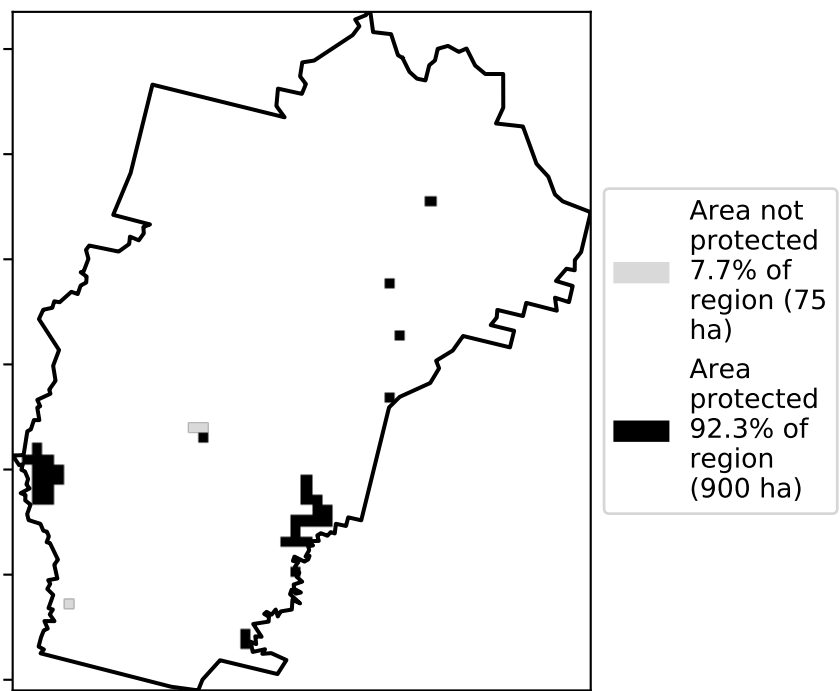 Area not
protected
7.7% of
region (75
ha)
Area
protected
92.3% of
region
(900 ha)